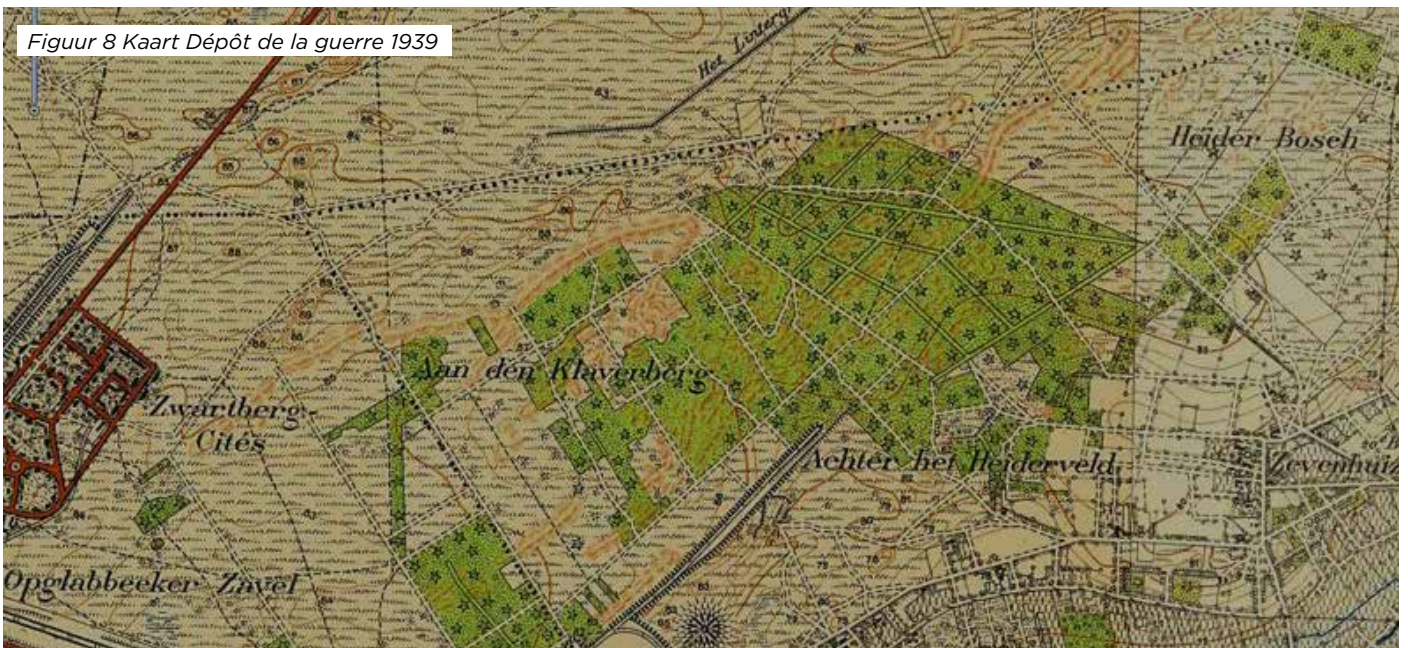 Figuur 8 Kaart Dépôt de la guerre 1939
Het Linterg
Heider Bosch
Aan den Klaverberg
Zwartberg-
Cités
Achter het Heiderveld
Zevenhuiz
Opglabbeeker Zavel